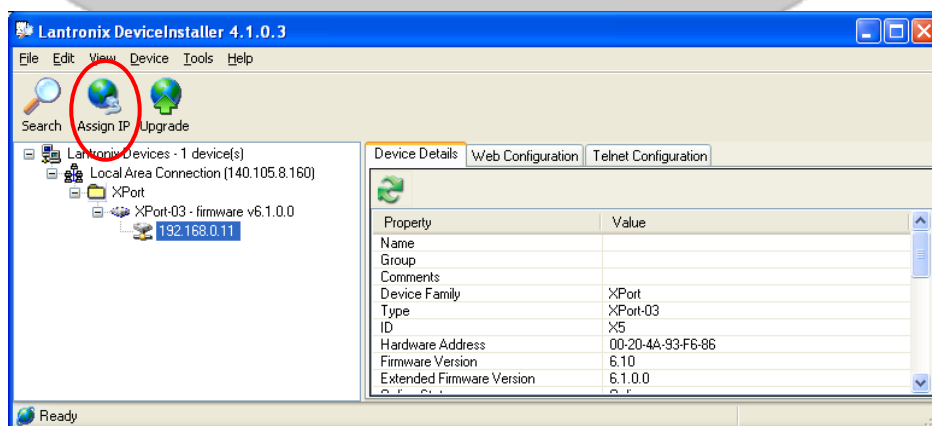 Lantronix DeviceInstaller 4.1.0.3
File Edit View Device Tools Help
Search Assign IP Upgrade
Lantronix Devices - 1 device(s)
Local Area Connection (140.105.8.160)
XPort
XPort-03 - firmware v6.1.0.0
192.168.0.11
Device Details Web Configuration Telnet Configuration
Property Value
Name
Group
Comments
Device Family XPort
Type XPort-03
ID X5
Hardware Address 00-20-4A-93-F6-86
Firmware Version 6.10
Extended Firmware Version 6.1.0.0
Ready